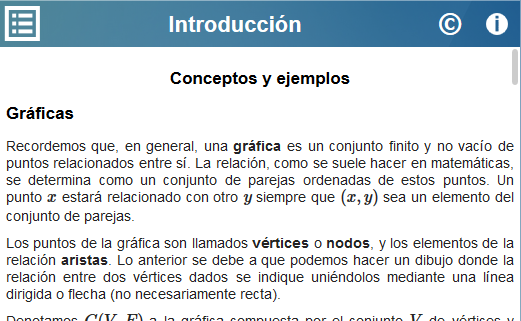 Introducción
©
i
Conceptos y ejemplos
Gráficas
Recordemos que, en general, una gráfica es un conjunto finito y no vacío de
puntos relacionados entre sí. La relación, como se suele hacer en matemáticas,
se determina como un conjunto de parejas ordenadas de estos puntos. Un
punto x estará relacionado con otro y siempre que (x, y) sea un elemento del
conjunto de parejas.
Los puntos de la gráfica son llamados vértices o nodos, y los elementos de la
relación aristas. Lo anterior se debe a que podemos hacer un dibujo donde la
relación entre dos vértices dados se indique uniéndolos mediante una línea
dirigida o flecha (no necesariamente recta).
Denotamos G(V, E) a la gráfica compuesta por el conjunto V de vértices y